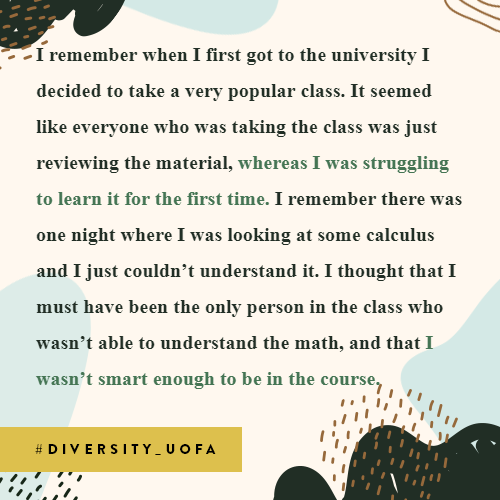 I remember when I first got to the university I
decided to take a very popular class. It seemed
like everyone who was taking the class was just
reviewing the material, whereas I was struggling
to learn it for the first time. I remember there was
one night where I was looking at some calculus
and I just couldn’t understand it. I thought that I
must have been the only person in the class who
wasn’t able to understand the math, and that I
wasn’t smart enough to be in the course.
#DIVERSITY_UOFA